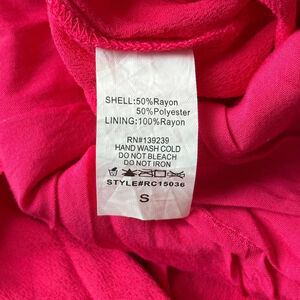 SHELL:50%Rayon
50%Polyester
LINING:100%Rayon
RN#139239
HAND WASH COLD
DO NOT BLEACH
DO NOT IRON
STYLE#RC15036
S